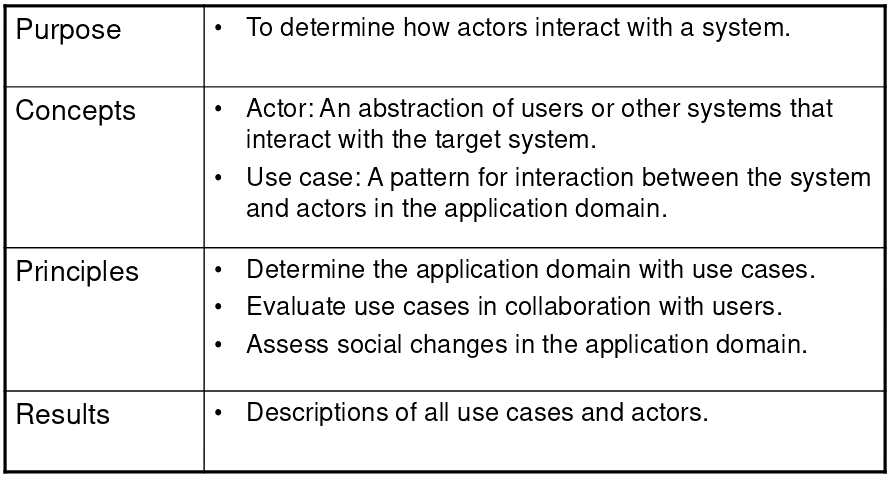 Purpose
• To determine how actors interact with a system.
Concepts
• Actor: An abstraction of users or other systems that
interact with the target system.
• Use case: A pattern for interaction between the system
and actors in the application domain.
Principles
• Determine the application domain with use cases.
• Evaluate use cases in collaboration with users.
• Assess social changes in the application domain.
Results
• Descriptions of all use cases and actors.